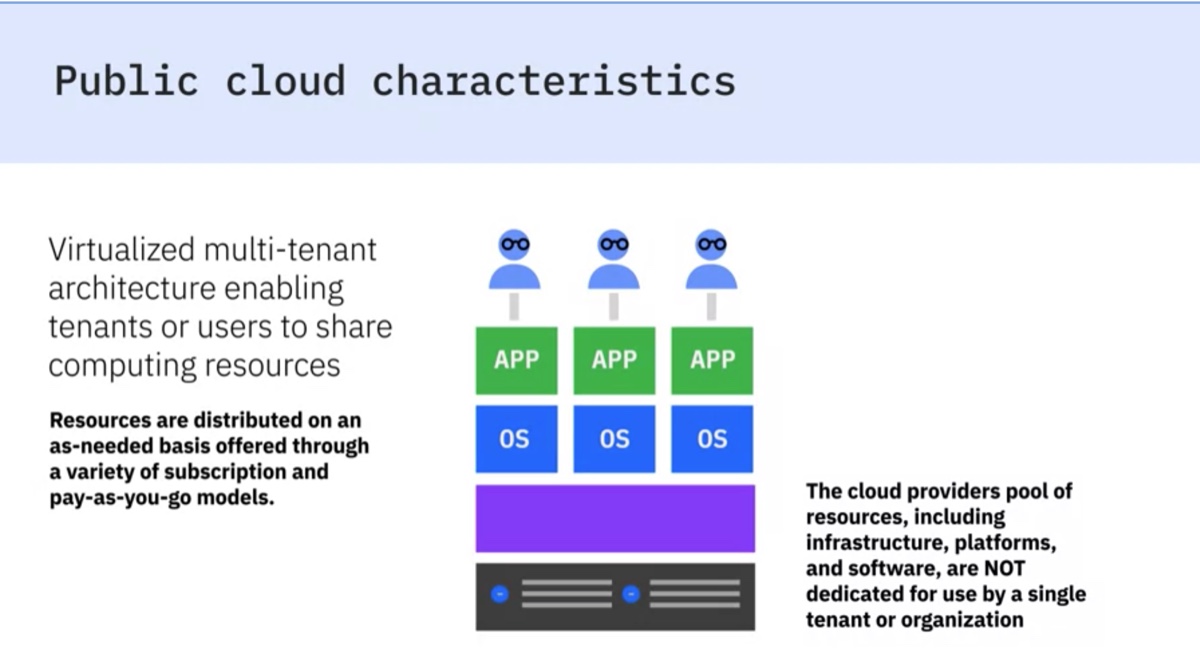 Public cloud characteristics
Virtualized multi-tenant
architecture enabling
tenants or users to share
computing resources
Resources are distributed on an
as-needed basis offered through
a variety of subscription and
pay-as-you-go models.
APP APP APP
OS OS OS
The cloud providers pool of
resources, including
infrastructure, platforms,
and software, are NOT
dedicated for use by a single
tenant or organization